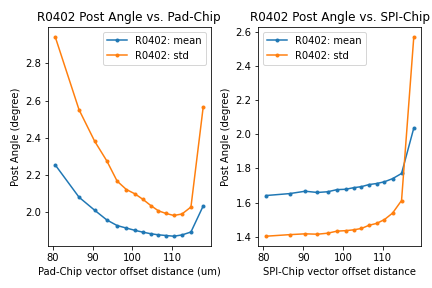 R0402 Post Angle vs. Pad-Chip
R0402: mean
R0402: std
Post Angle (degree)
2.8
2.6
2.4
2.2
2.0
80 90 100 110
Pad-Chip vector offset distance (um)
R0402 Post Angle vs. SPI-Chip
R0402: mean
R0402: std
Post Angle (degree)
2.6
2.4
2.2
2.0
1.8
1.6
1.4
80 90 100 110
SPI-Chip vector offset distance